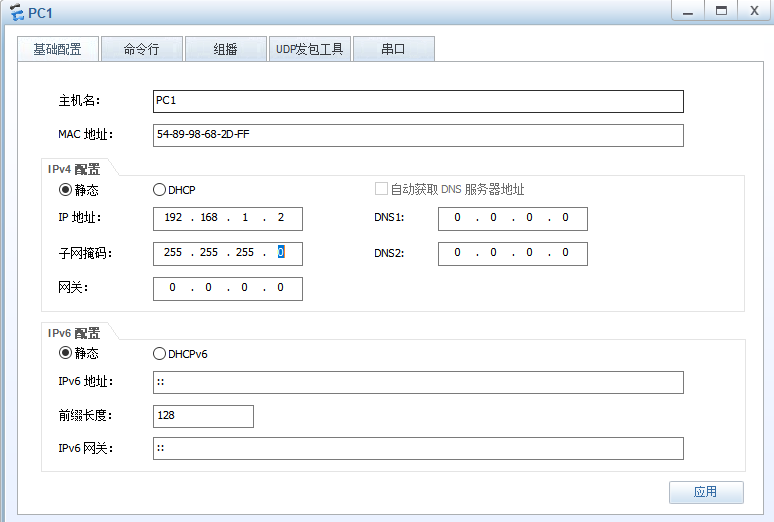 PC1
X
基础配置 命令行 组播 UDP发包工具 串口
主机名: PC1
MAC 地址: 54-89-98-68-2D-FF
IPv4 配置
静态 DHCP 自动获取 DNS 服务器地址
IP 地址: 192 . 168 . 1 . 2 DNS1: 0 . 0 . 0 . 0
子网掩码: 255 . 255 . 255 . 0 DNS2: 0 . 0 . 0 . 0
网关: 0 . 0 . 0 . 0
IPv6 配置
静态 DHCPv6
IPv6 地址: ::
前缀长度: 128
IPv6 网关: ::
应用